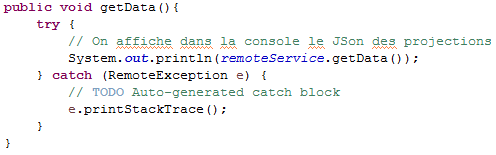 public void getData(){
    try {
        // On affiche dans la console le JSon des projections
        System.out.println(remoteService.getData());
    } catch (RemoteException e) {
        // TODO Auto-generated catch block
        e.printStackTrace();
    }
}